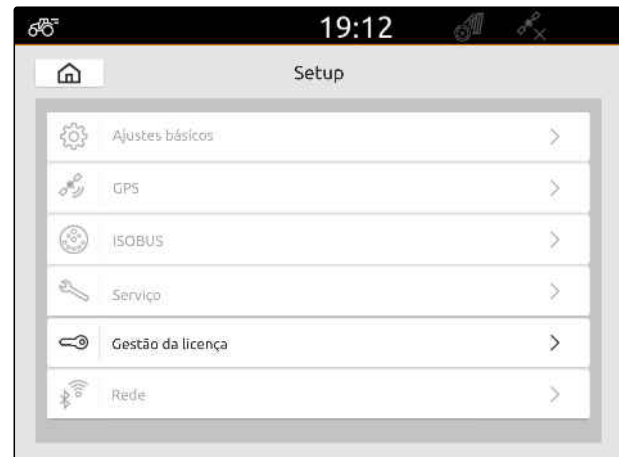 19:12
Setup
Ajustes básicos
GPS
ISOBUS
Serviço
Gestão da licença
Rede